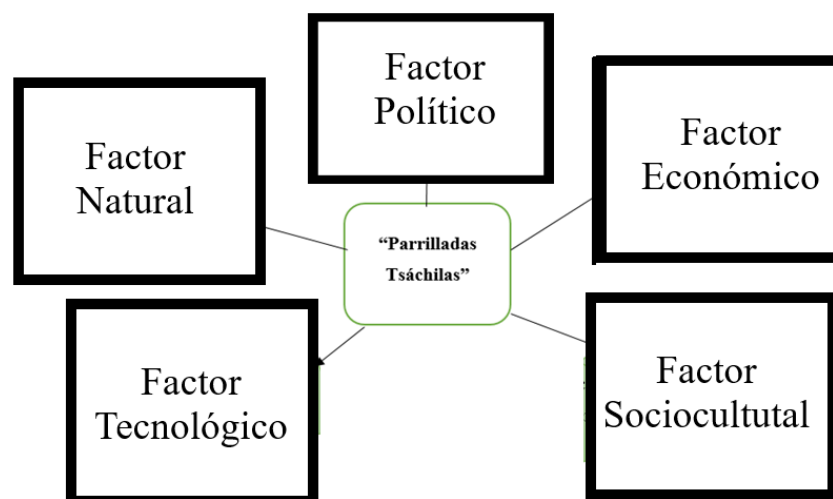 Factor
Político
Factor
Natural
Factor
Económico
“Parrilladas
Tsáchilas”
Factor
Tecnológico
Factor
Sociocultutal